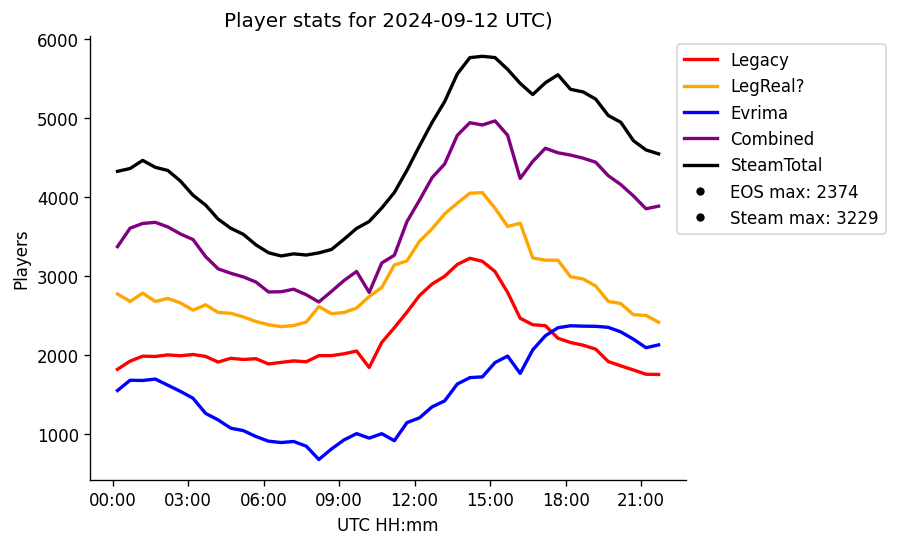 Player stats for 2024-09-12 UTC)
6000
5000
4000
3000
2000
1000
Players
00:00 03:00 06:00 09:00 12:00 15:00 18:00 21:00
UTC HH:mm
Legacy
LegReal?
Evrima
Combined
SteamTotal
EOS max: 2374
Steam max: 3229